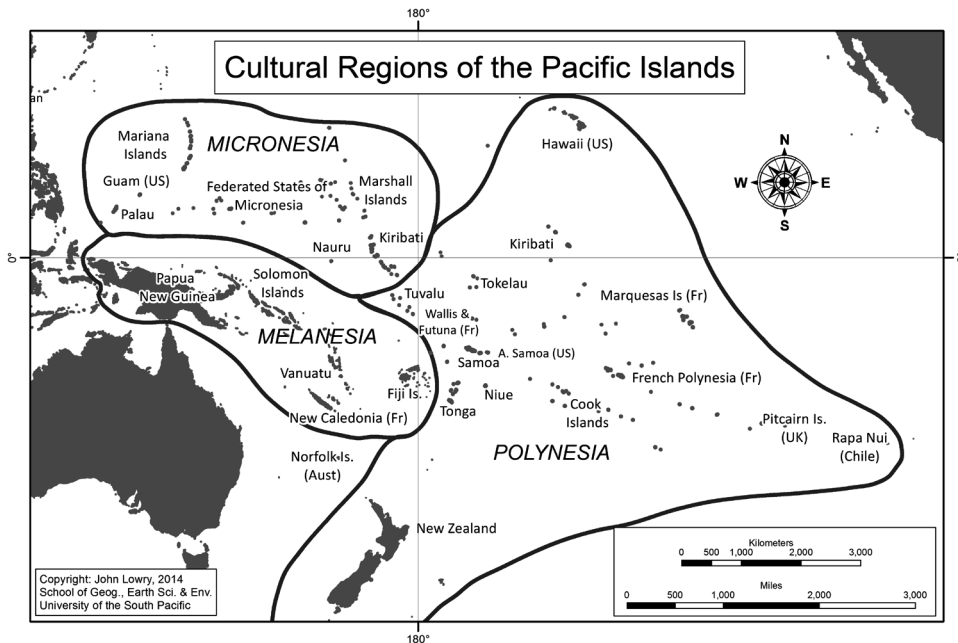 180°
Cultural Regions of the Pacific Islands
an
Mariana
Islands
MICRONESIA
Hawaii (US)
N
W
E
S
Guam (US)
Federated States of
Micronesia
Marshall
Islands
Palau
Nauru
Kiribati
Kiribati
0°
Papua
New Guinea
Solomon
Islands
Tuvalu
Tokelau
Marquesas Is (Fr)
Wallis &
Futuna (Fr)
MELANESIA
A. Samoa (US)
Samoa
Vanuatu
Fiji Is.
Niue
French Polynesia (Fr)
Tonga
Cook
Islands
New Caledonia (Fr)
Pitcairn Is.
(UK)
Rapa Nui
(Chile)
Norfolk Is.
(Aust)
POLYNESIA
New Zealand
Kilometers
0 500 1,000 2,000 3,000
Miles
0 500 1,000 2,000 3,000
Copyright: John Lowry, 2014
School of Geog., Earth Sci. & Env.
University of the South Pacific
180°